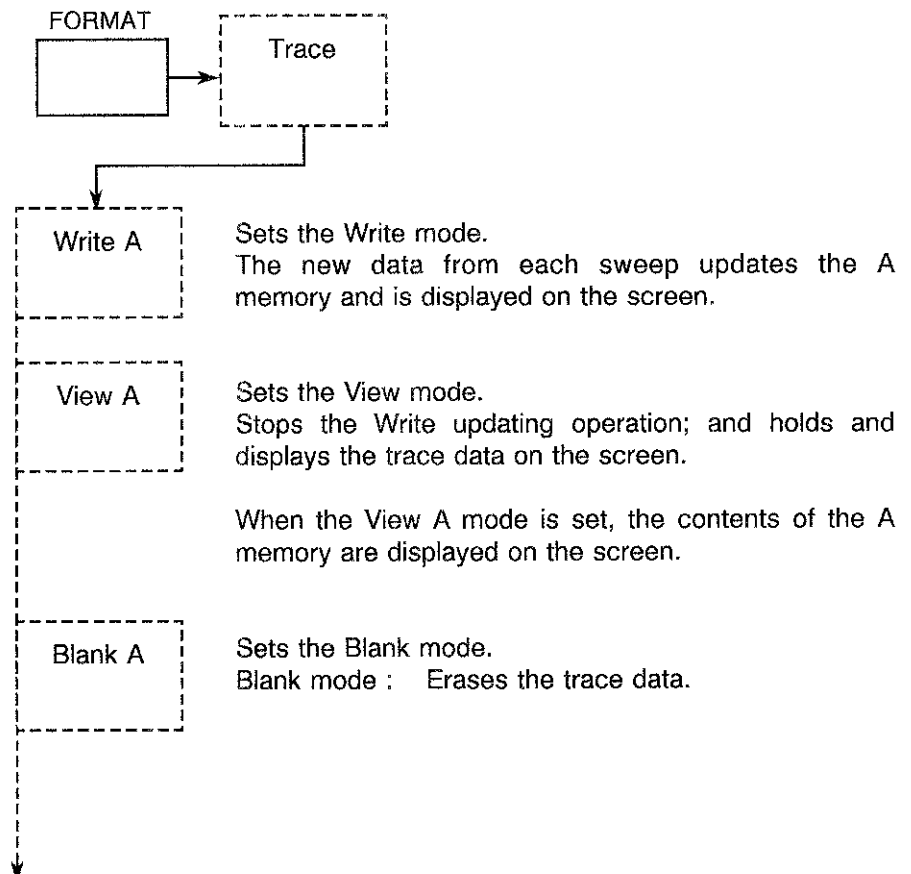 FORMAT
Trace
Write A
Sets the Write mode.
The new data from each sweep updates the A
memory and is displayed on the screen.
View A
Sets the View mode.
Stops the Write updating operation; and holds and
displays the trace data on the screen.
When the View A mode is set, the contents of the A
memory are displayed on the screen.
Blank A
Sets the Blank mode.
Blank mode : Erases the trace data.